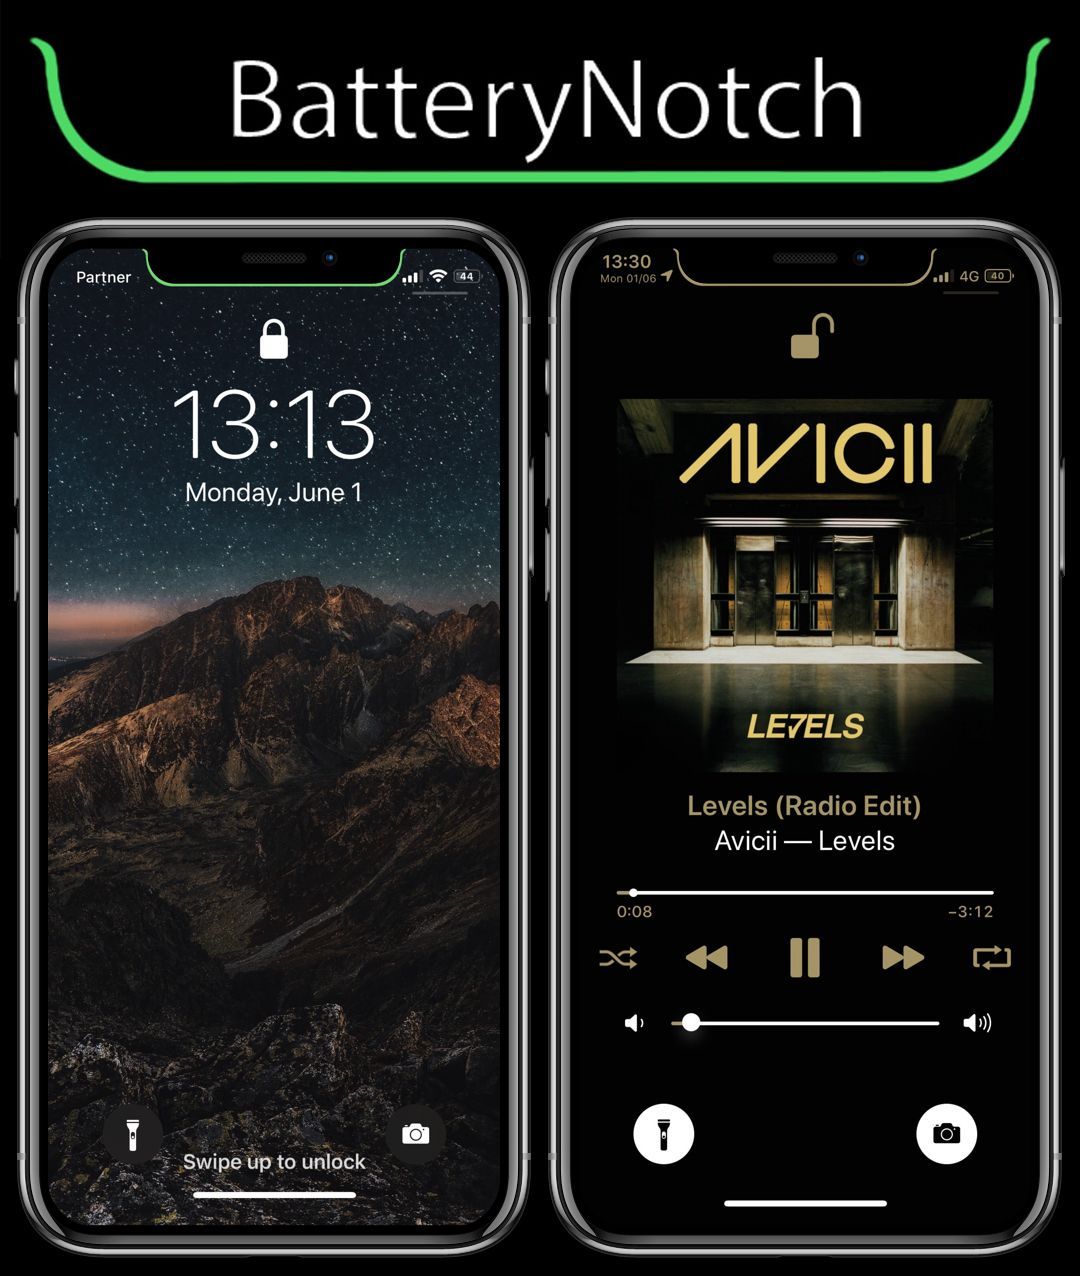 BatteryNotch
Partner
44
13:13
Monday, June 1
Swipe up to unlock
13:30
Mon 01/06
4G
40
AVICII
LE7ELS
Levels (Radio Edit)
Avicii — Levels
0:08
−3:12